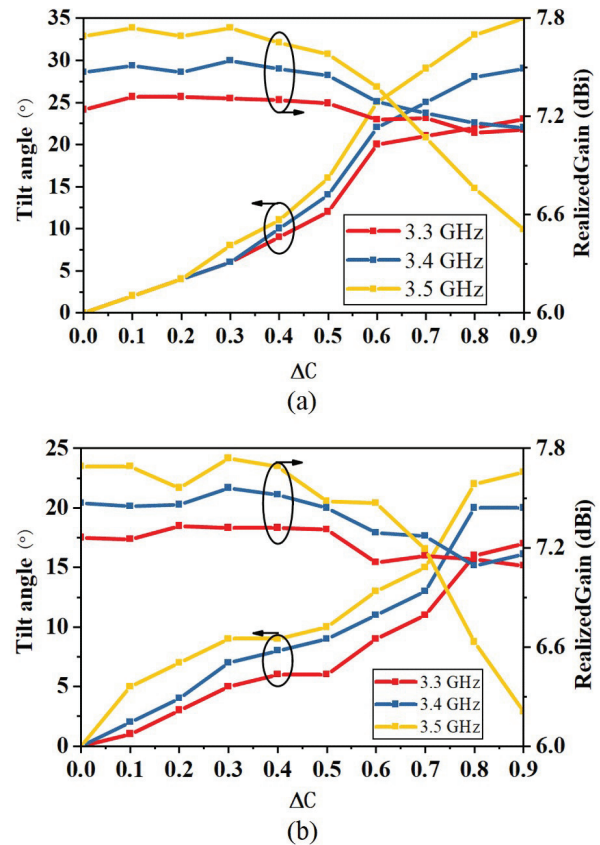 35
30
25
20
15
10
5
0
Tilt angle (°)
7.8
7.2
6.6
6.0
RealizedGain (dBi)
3.3 GHz
3.4 GHz
3.5 GHz
0.0 0.1 0.2 0.3 0.4 0.5 0.6 0.7 0.8 0.9
ΔC
(a)
25
20
15
10
5
0
Tilt angle (°)
7.8
7.2
6.6
6.0
RealizedGain (dBi)
3.3 GHz
3.4 GHz
3.5 GHz
0.0 0.1 0.2 0.3 0.4 0.5 0.6 0.7 0.8 0.9
ΔC
(b)